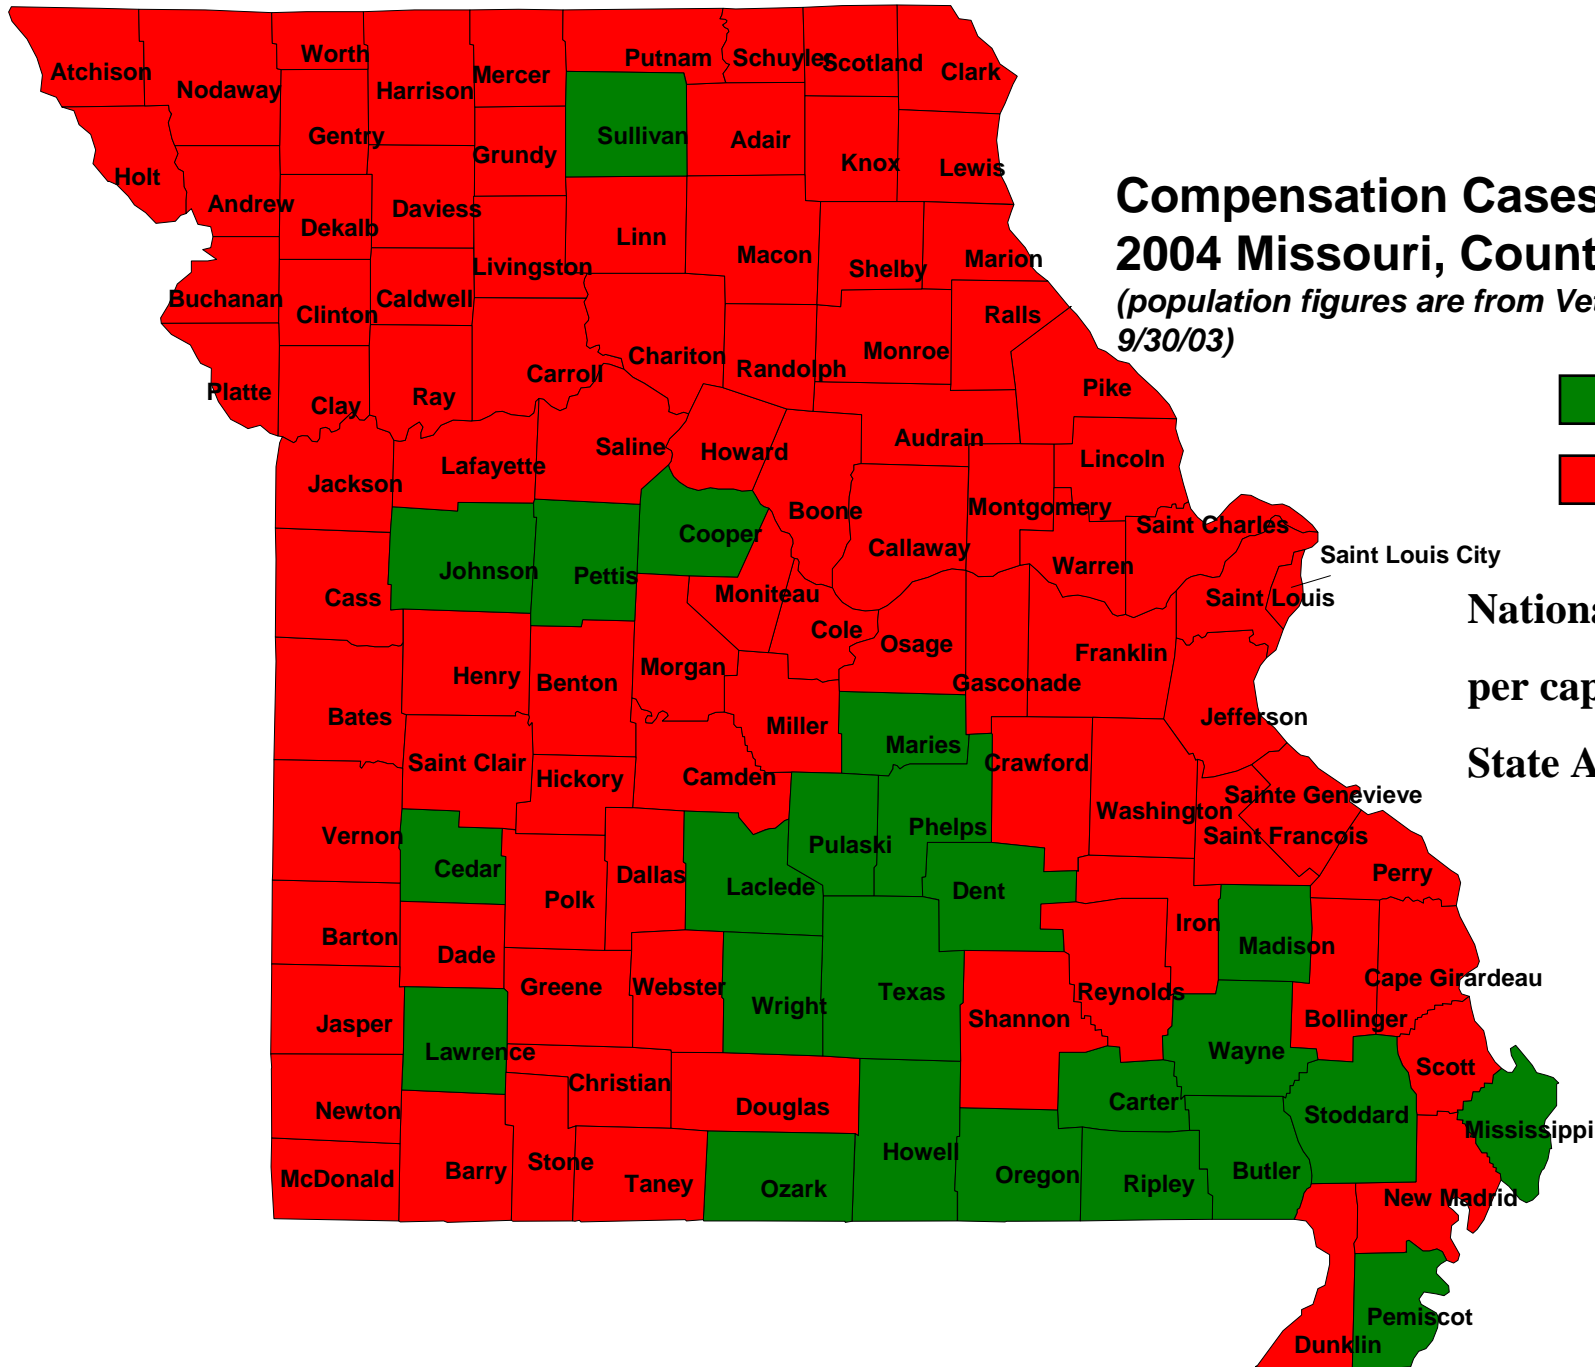 Compensation Cases
2004 Missouri, Count
(population figures are from Vet
9/30/03)
Nationa
per cap
State A
Atchison
Nodaway
Worth
Harrison
Mercer
Putnam
Schuyler
Scotland
Clark
Gentry
Grundy
Sullivan
Adair
Knox
Lewis
Holt
Andrew
Dekalb
Daviess
Livingston
Linn
Macon
Shelby
Marion
Buchanan
Clinton
Caldwell
Ralls
Monroe
Chariton
Randolph
Carroll
Pike
Platte
Clay
Ray
Audrain
Saline
Howard
Lincoln
Lafayette
Jackson
Montgomery
Boone
Saint Charles
Cooper
Callaway
Saint Louis City
Johnson
Pettis
Warren
Cass
Moniteau
Saint Louis
Cole
Osage
Franklin
Henry
Benton
Morgan
Gasconade
Bates
Miller
Jefferson
Maries
Saint Clair
Hickory
Camden
Crawford
Sainte Genevieve
Washington
Vernon
Phelps
Saint Francois
Pulaski
Cedar
Dallas
Laclede
Dent
Perry
Polk
Iron
Barton
Madison
Dade
Cape Girardeau
Greene
Webster
Wright
Texas
Reynolds
Shannon
Bollinger
Jasper
Lawrence
Wayne
Scott
Christian
Newton
Douglas
Carter
Stoddard
Mississippi
Howell
McDonald
Barry
Stone
Taney
Ozark
Oregon
Ripley
Butler
New Madrid
Pemiscot
Dunklin